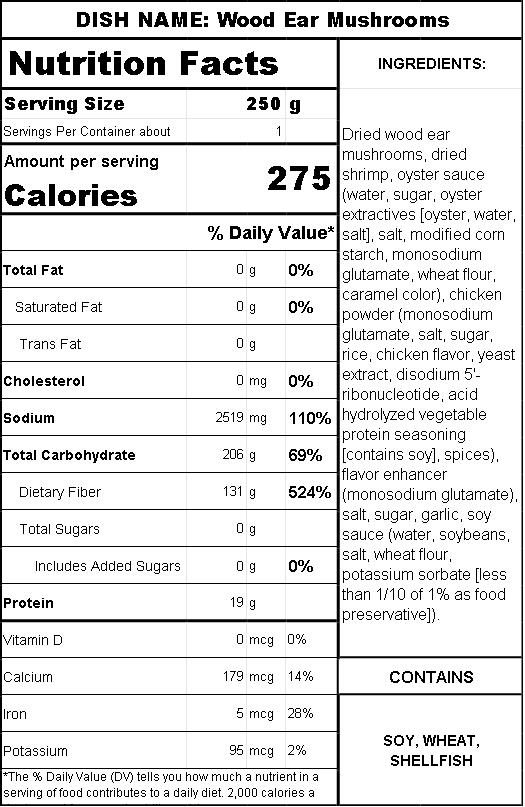 DISH NAME: Wood Ear Mushrooms
Nutrition Facts
Serving Size 250 g
Servings Per Container about 1
Amount per serving
Calories 275
% Daily Value*
Total Fat 0 g 0%
Saturated Fat 0 g 0%
Trans Fat 0 g
Cholesterol 0 mg 0%
Sodium 2519 mg 110%
Total Carbohydrate 206 g 69%
Dietary Fiber 131 g 524%
Total Sugars 0 g
Includes Added Sugars 0 g 0%
Protein 19 g
Vitamin D 0 mcg 0%
Calcium 179 mcg 14%
Iron 5 mcg 28%
Potassium 95 mcg 2%
*The % Daily Value (DV) tells you how much a nutrient in a
serving of food contributes to a daily diet. 2,000 calories a
INGREDIENTS:
Dried wood ear
mushrooms, dried
shrimp, oyster sauce
(water, sugar, oyster
extractives [oyster, water,
salt], salt, modified corn
starch, monosodium
glutamate, wheat flour,
caramel color), chicken
powder (monosodium
glutamate, salt, sugar,
rice, chicken flavor, yeast
extract, disodium 5'-
ribonucleotide, acid
hydrolyzed vegetable
protein seasoning
[contains soy], spices),
flavor enhancer
(monosodium glutamate),
salt, sugar, garlic, soy
sauce (water, soybeans,
salt, wheat flour,
potassium sorbate [less
than 1/10 of 1% as food
preservative]).
CONTAINS
SOY, WHEAT,
SHELLFISH